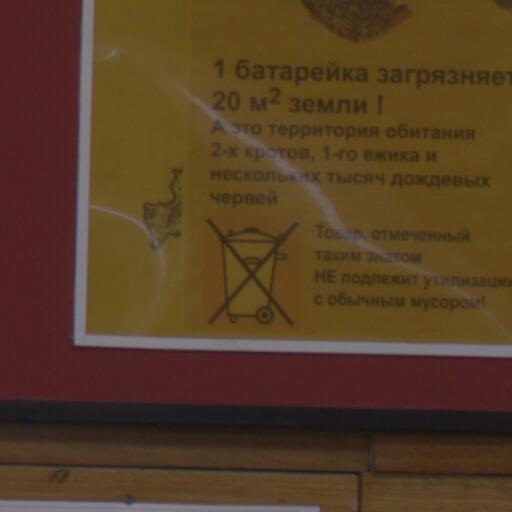 1 батарейка загрязняет
20 м² земли !
А это территория обитания
2-х кротов, 1-го ежика и
нескольких тысяч дождевых
червей
Товар, отмеченный
таким знаком
НЕ подлежит утилизации
с обычным мусором!